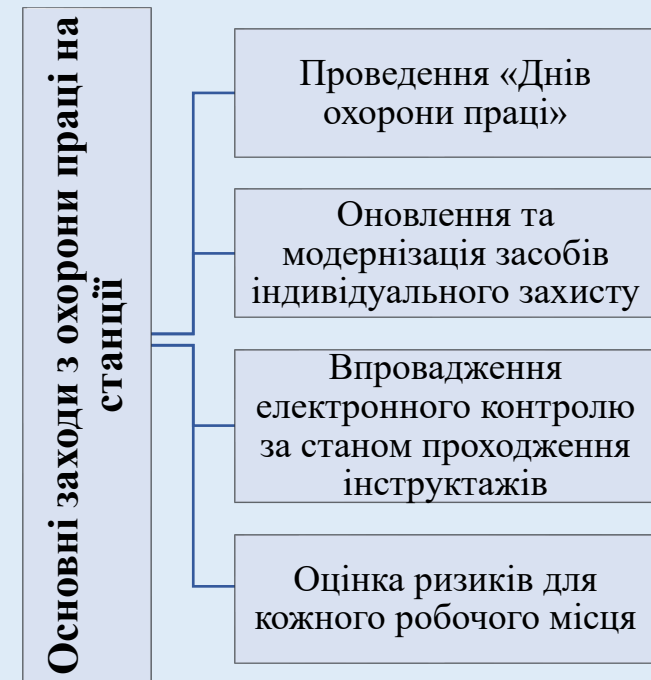 Основні заходи з охорони праці на
станції
Проведення «Днів
охорони праці»
Оновлення та
модернізація засобів
індивідуального захисту
Впровадження
електронного контролю
за станом проходження
інструктажів
Оцінка ризиків для
кожного робочого місця